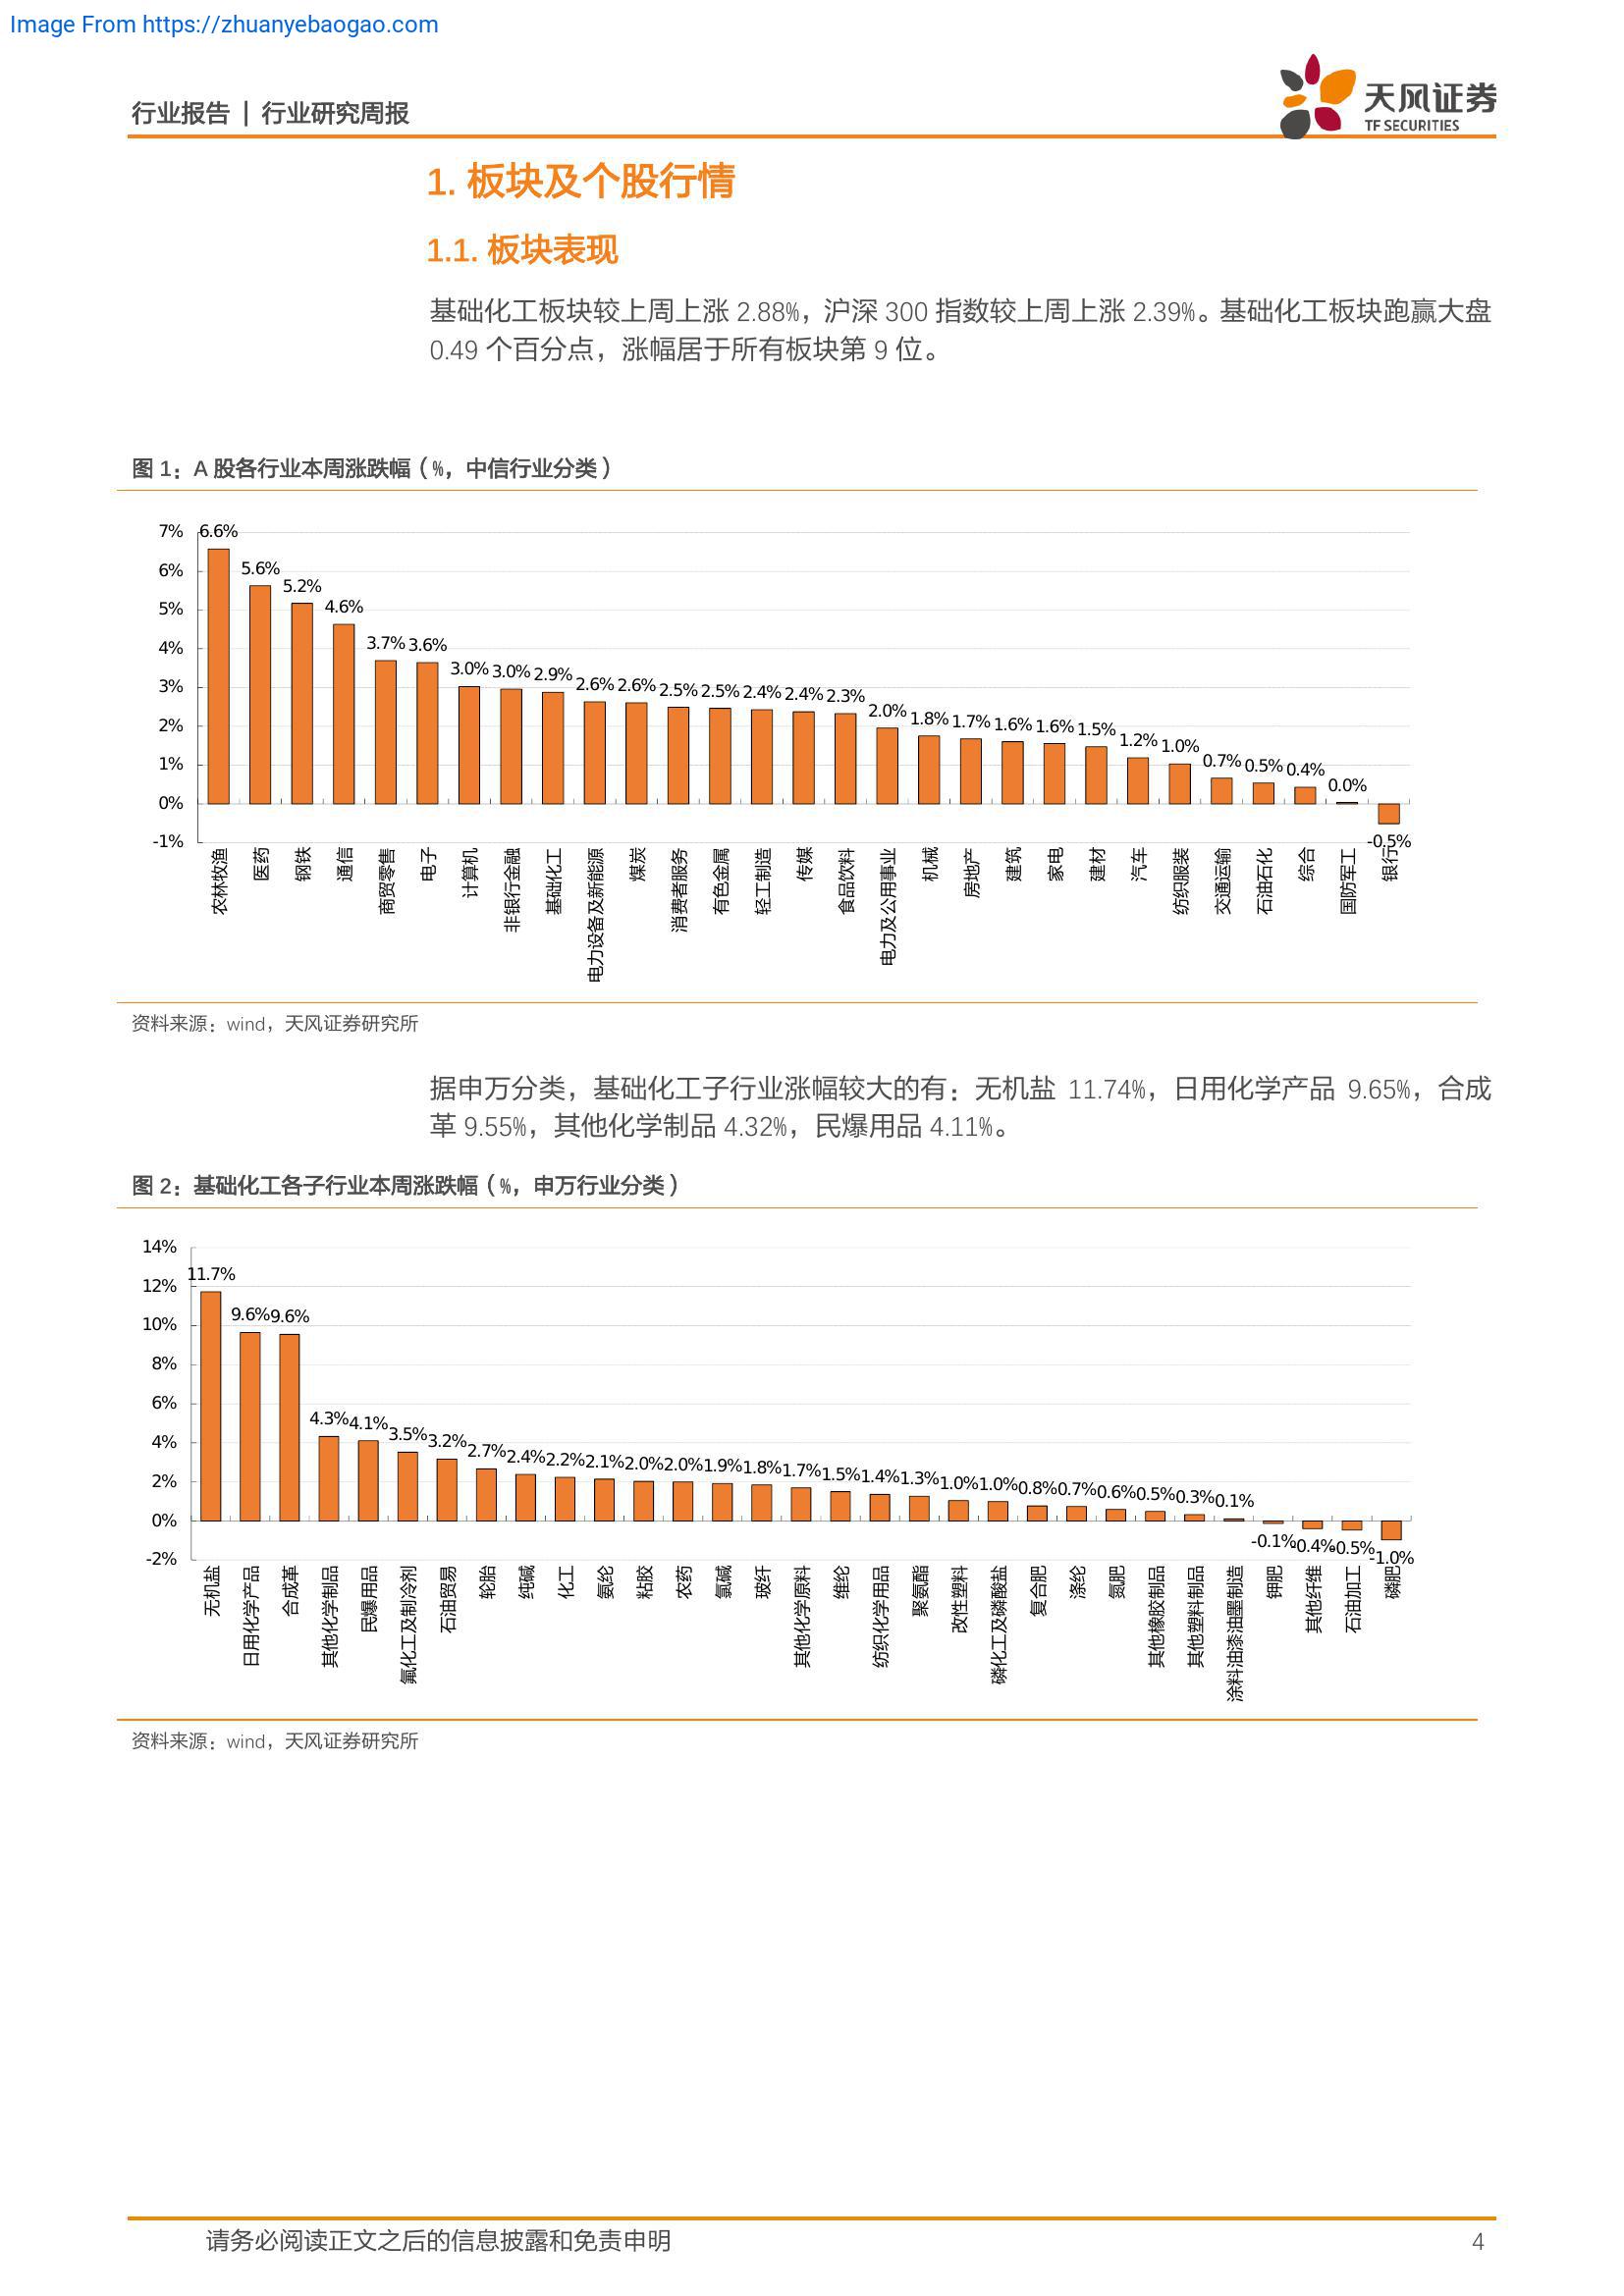 Image From https://zhuanyebaogao.com
行业报告 | 行业研究周报
天风证券
TF SECURITIES
1. 板块及个股行情
1.1. 板块表现
基础化工板块较上周上涨 2.88%，沪深 300 指数较上周上涨 2.39%。基础化工板块跑赢大盘
0.49 个百分点，涨幅居于所有板块第 9 位。
图 1：A 股各行业本周涨跌幅（%，中信行业分类）
7%
6%
5%
4%
3%
2%
1%
0%
-1%
6.6% 5.6% 5.2% 4.6% 3.7% 3.6% 3.0% 3.0% 2.9% 2.6% 2.6% 2.5% 2.5% 2.4% 2.4% 2.3% 2.0% 1.8% 1.7% 1.6% 1.6% 1.5% 1.2% 1.0% 0.7% 0.5% 0.4% 0.0% -0.5%
农林牧渔 医药 钢铁 通信 商贸零售 电子 计算机 非银行金融 基础化工 电力设备及新能源 煤炭 消费者服务 有色金属 轻工制造 传媒 食品饮料 电力及公用事业 机械 房地产 建筑 家电 建材 汽车 纺织服装 交通运输 石油石化 综合 国防军工 银行
资料来源：wind，天风证券研究所
据申万分类，基础化工子行业涨幅较大的有：无机盐 11.74%，日用化学产品 9.65%，合成
革 9.55%，其他化学制品 4.32%，民爆用品 4.11%。
图 2：基础化工各子行业本周涨跌幅（%，申万行业分类）
14%
12%
10%
8%
6%
4%
2%
0%
-2%
11.7% 9.6% 9.6% 4.3% 4.1% 3.5% 3.2% 2.7% 2.4% 2.2% 2.1% 2.0% 2.0% 1.9% 1.8% 1.7% 1.5% 1.4% 1.3% 1.0% 1.0% 0.8% 0.7% 0.6% 0.5% 0.3% 0.1% -0.1% -0.4% -0.5% -1.0%
无机盐 日用化学产品 合成革 其他化学制品 民爆用品 氟化工及制冷剂 石油贸易 轮胎 纯碱 化工 氨纶 粘胶 农药 氯碱 玻纤 其他化学原料 维纶 纺织化学用品 聚氨酯 改性塑料 磷化工及磷酸盐 复合肥 涤纶 氮肥 其他橡胶制品 其他塑料制品 涂料油漆油墨制造 钾肥 其他纤维 石油加工 磷肥
资料来源：wind，天风证券研究所
请务必阅读正文之后的信息披露和免责申明
4